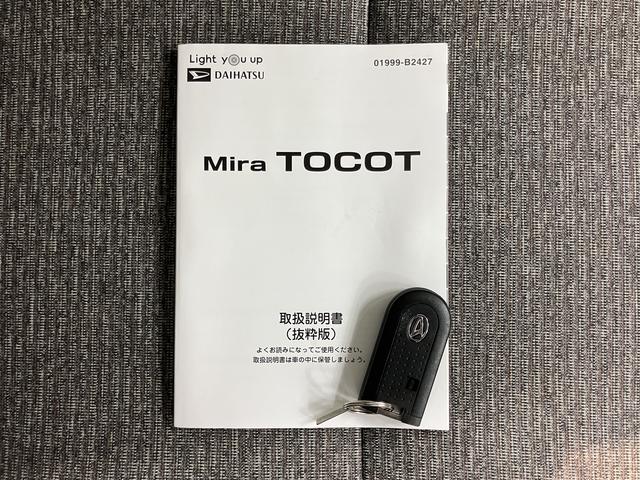 Light you up
DAIHATSU
01999-B2427
Mira TOCOT
取扱説明書
（抜粋版）
よくお読みになってご使用ください。
取扱説明書は車の中に保管しましょう。